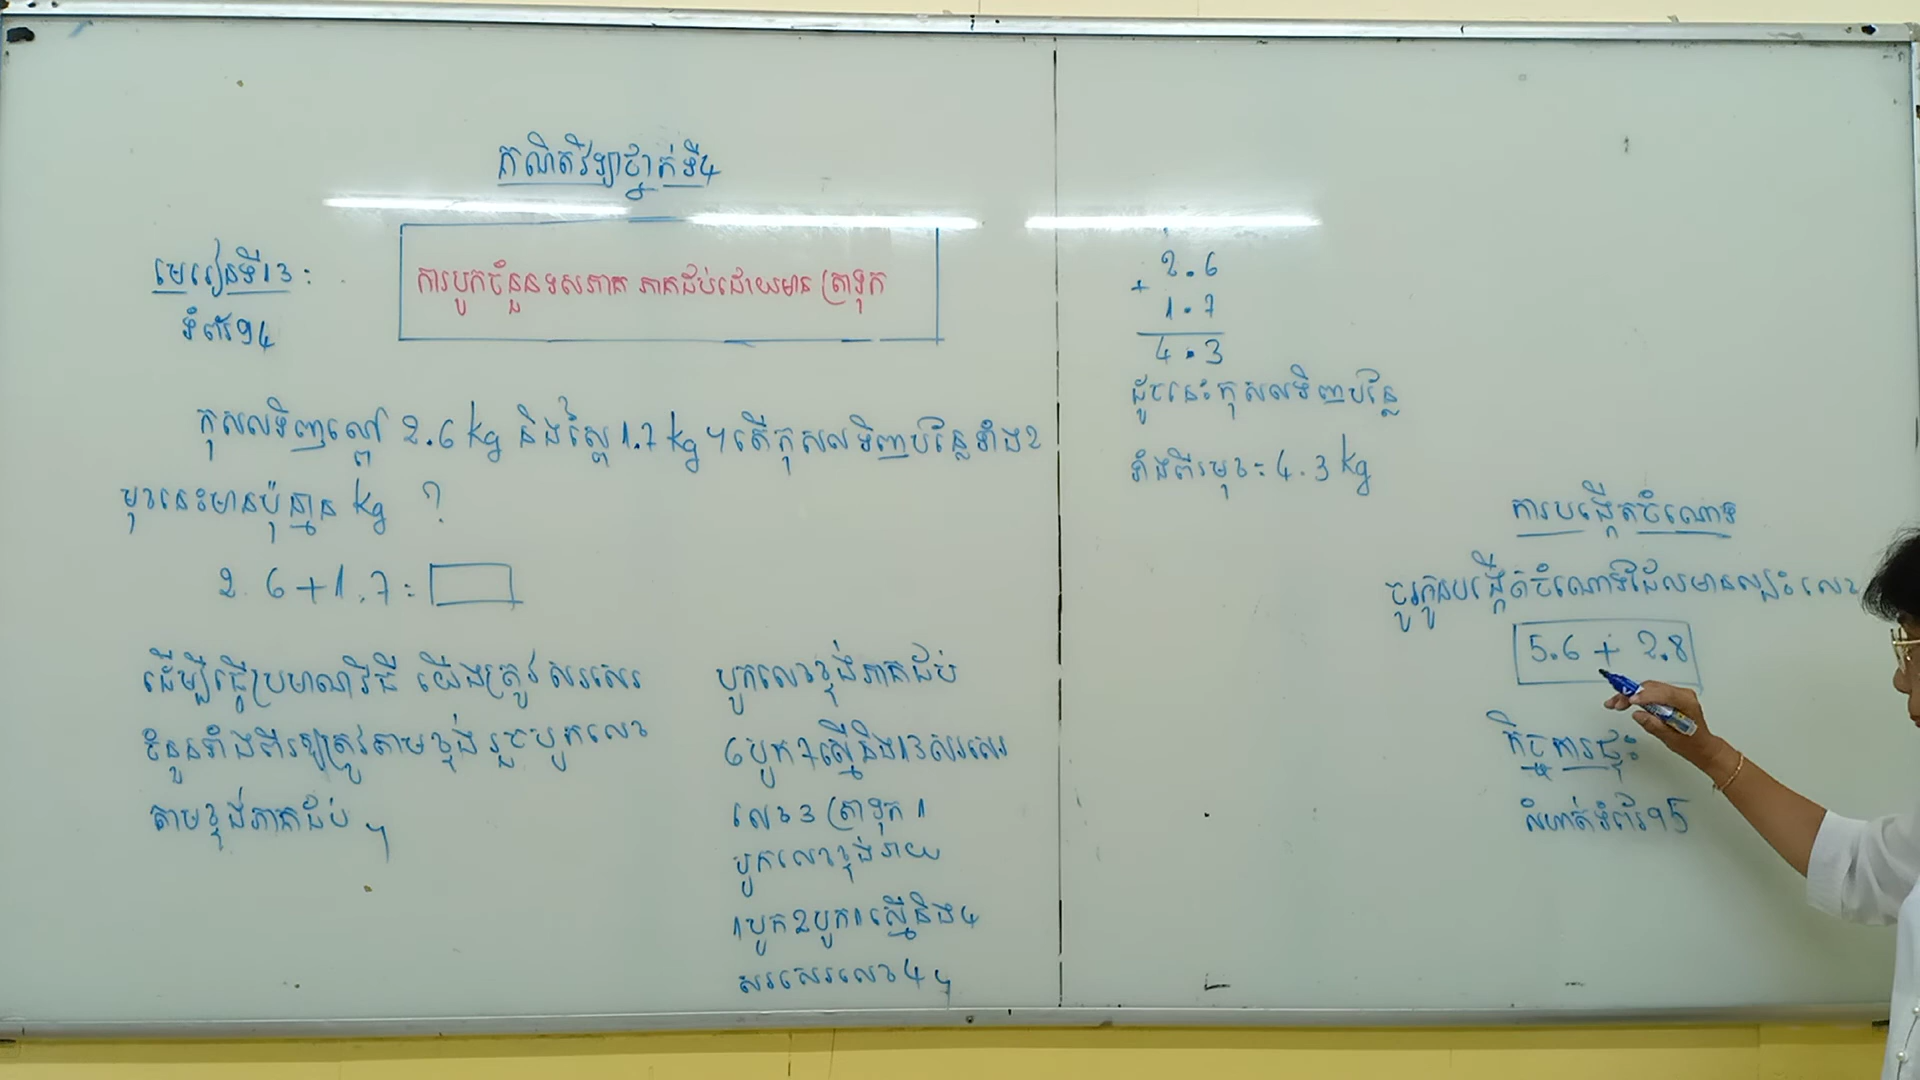 គណិតវិទ្យាថ្នាក់ទី4
មេរៀនទី13:
ទំព័រ94
ការបូកចំនួនទសភាគ ភាគដប់ដោយមាន ត្រាទុក
កុសលទិញល្ពៅ 2.6 kg និងស្ពៃ 1.7 kg ។ តើកុសលទិញបន្លែទាំង2
មុខនេះមានប៉ុន្មាន kg ?
2.6+1.7=
ដើម្បីធ្វើប្រមាណវិធី យើងត្រូវ សរសេរ
ចំនួនទាំងពីរឲ្យត្រូវតាមខ្ទង់ រួចបូកលេខ
តាមខ្ទង់ភាគដប់ ។
បូកលេខខ្ទង់ភាគដប់
6 បូក 7 ស្មើនិង 13 សរសេរ
លេខ 3 ត្រាទុក 1
បូកលេខខ្ទង់រាយ
1 បូក 2 បូក 1 ស្មើនិង 4
សរសេរលេខ 4 ។
2.6
+
1.7
4.3
ដូចនេះកុសលទិញបន្លែ
ទាំងពីរមុខ = 4.3 kg
ការបង្កើតចំណោទ
ចូរកូនបង្កើតចំណោទដែលមានល្បះលេខ
5.6 + 2.8
កិច្ចការផ្ទះ
លំហាត់ទំព័រ95